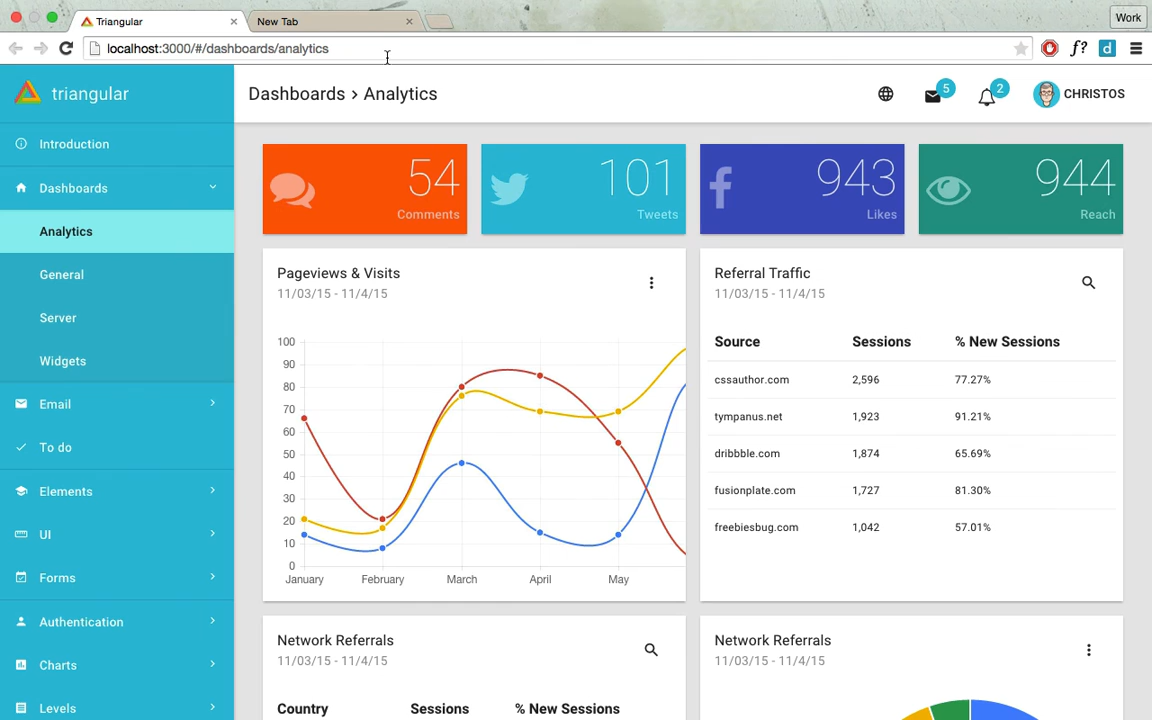 Triangular
New Tab
Work
localhost:3000/#/dashboards/analytics
f?
d
triangular
Dashboards › Analytics
5
2
CHRISTOS
Introduction
Dashboards
Analytics
General
Server
Widgets
Email
To do
Elements
UI
Forms
Authentication
Charts
Levels
54
Comments
101
Tweets
943
Likes
944
Reach
Pageviews & Visits
11/03/15 - 11/4/15
100
90
80
70
60
50
40
30
20
10
0
January February March April May
Referral Traffic
11/03/15 - 11/4/15
Source Sessions % New Sessions
cssauthor.com 2,596 77.27%
tympanus.net 1,923 91.21%
dribbble.com 1,874 65.69%
fusionplate.com 1,727 81.30%
freebiesbug.com 1,042 57.01%
Network Referrals
11/03/15 - 11/4/15
Country Sessions % New Sessions
Network Referrals
11/03/15 - 11/4/15